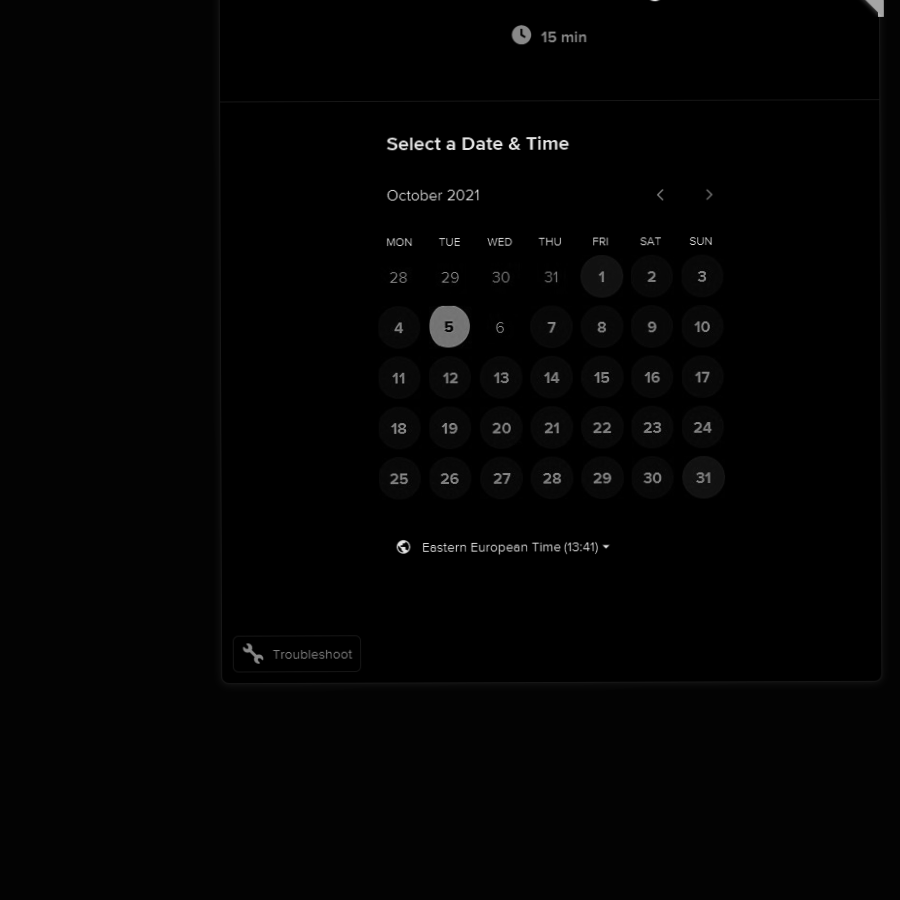 15 min
Select a Date & Time
October 2021
MON TUE WED THU FRI SAT SUN
28 29 30 31 1 2 3
4 5 6 7 8 9 10
11 12 13 14 15 16 17
18 19 20 21 22 23 24
25 26 27 28 29 30 31
Eastern European Time (13:41)
Troubleshoot